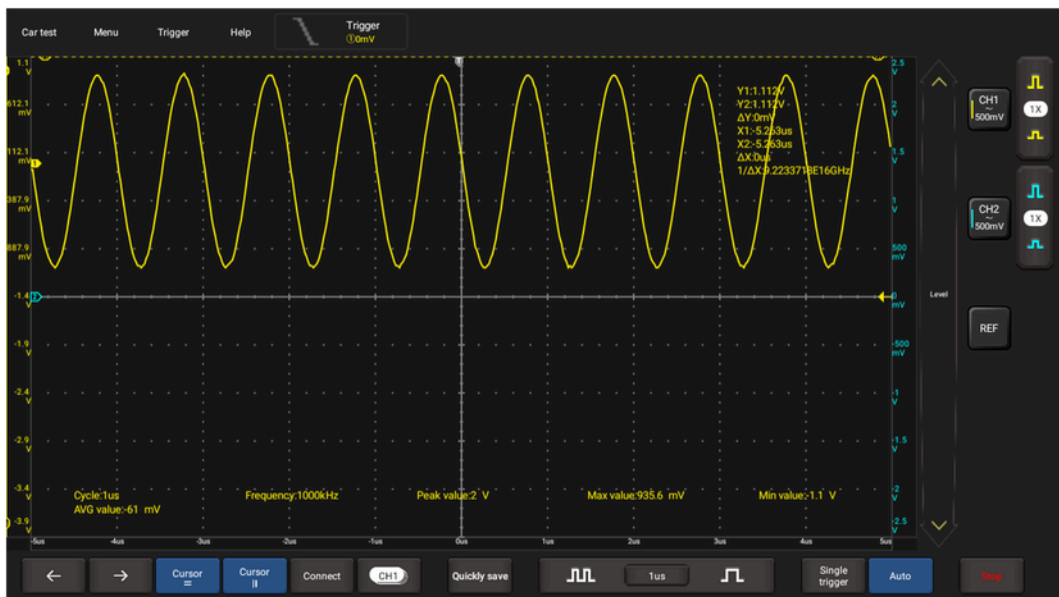 Car test Menu Trigger Help Trigger
①0mV
1.1
V
612.1
mV
112.1
mV
387.9
mV
887.9
mV
-1.4
V
-1.9
V
-2.4
V
-2.9
V
-3.4
V
-3.9
V
Y1:1.112V
Y2:1.112V
ΔY:0mV
X1:-5.263us
X2:-5.263us
ΔX:0us
1/ΔX:9.2233718E16GHz
2.5
V
2
V
1.5
V
1
V
500
mV
0
mV
-500
mV
-1
V
-1.5
V
-2
V
-2.5
V
Cycle:1us Frequency:1000kHz Peak value:2 V Max value:935.6 mV Min value:-1.1 V
AVG value:-61 mV
-5us -4us -3us -2us -1us 0us 1us 2us 3us 4us 5us
CH1
~
500mV
1X
CH2
~
500mV
1X
Level
REF
← → Cursor = Cursor II Connect CH1 Quickly save 1us Single trigger Auto Stop